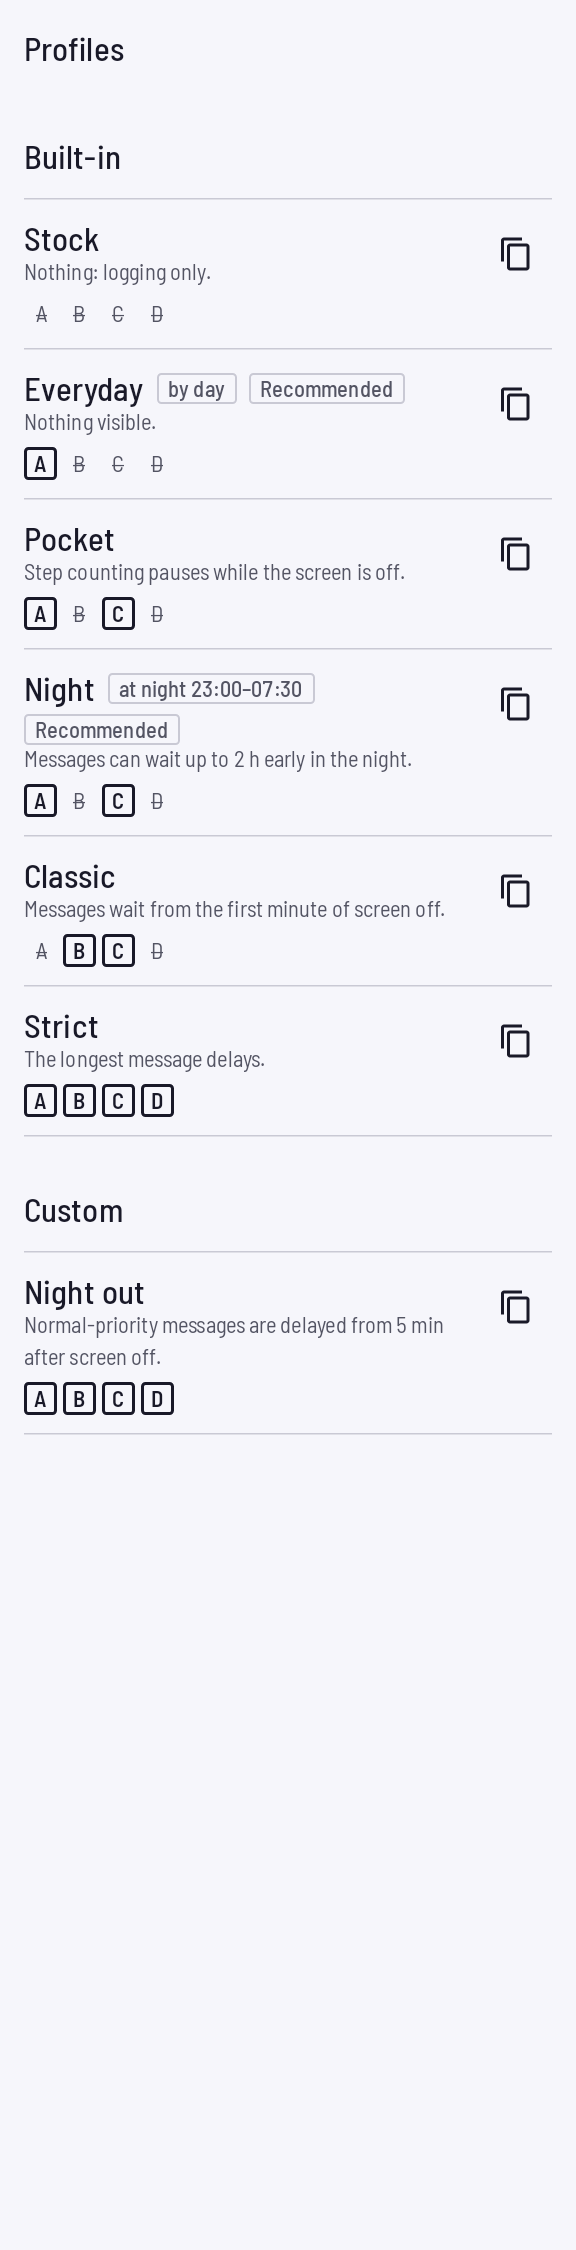 Profiles
Built-in
Stock
Nothing: logging only.
A B C D
Everyday by day Recommended
Nothing visible.
A B C D
Pocket
Step counting pauses while the screen is off.
A B C D
Night at night 23:00–07:30
Recommended
Messages can wait up to 2 h early in the night.
A B C D
Classic
Messages wait from the first minute of screen off.
A B C D
Strict
The longest message delays.
A B C D
Custom
Night out
Normal-priority messages are delayed from 5 min
after screen off.
A B C D